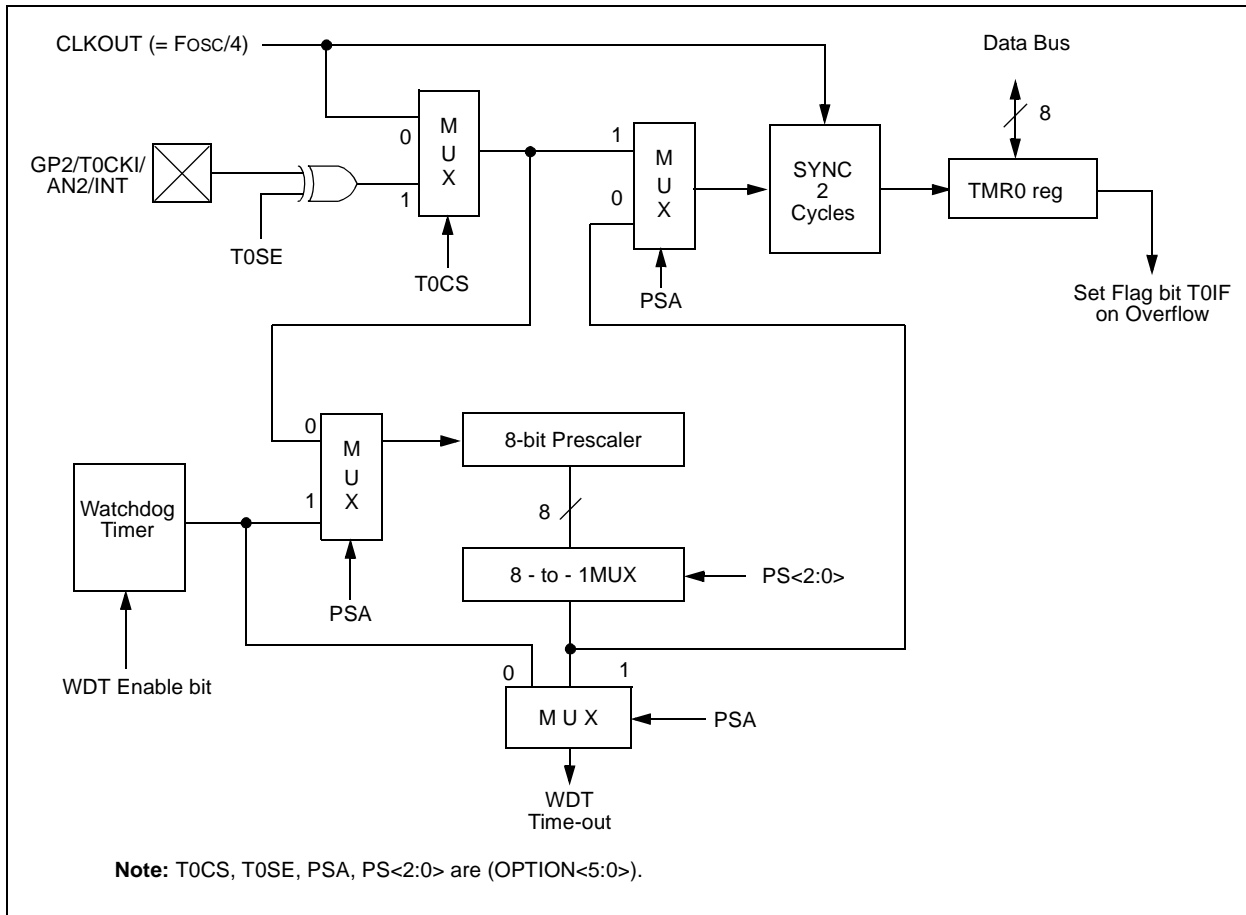 CLKOUT (= FOSC/4)
Data Bus
8
GP2/T0CKI/
AN2/INT
T0SE
0
1
M
U
X
T0CS
1
0
M
U
X
PSA
SYNC
2
Cycles
TMR0 reg
Set Flag bit T0IF
on Overflow
0
1
M
U
X
PSA
8-bit Prescaler
Watchdog
Timer
8
8 - to - 1MUX
PS<2:0>
WDT Enable bit
0
1
M U X
PSA
WDT
Time-out
Note: T0CS, T0SE, PSA, PS<2:0> are (OPTION<5:0>).